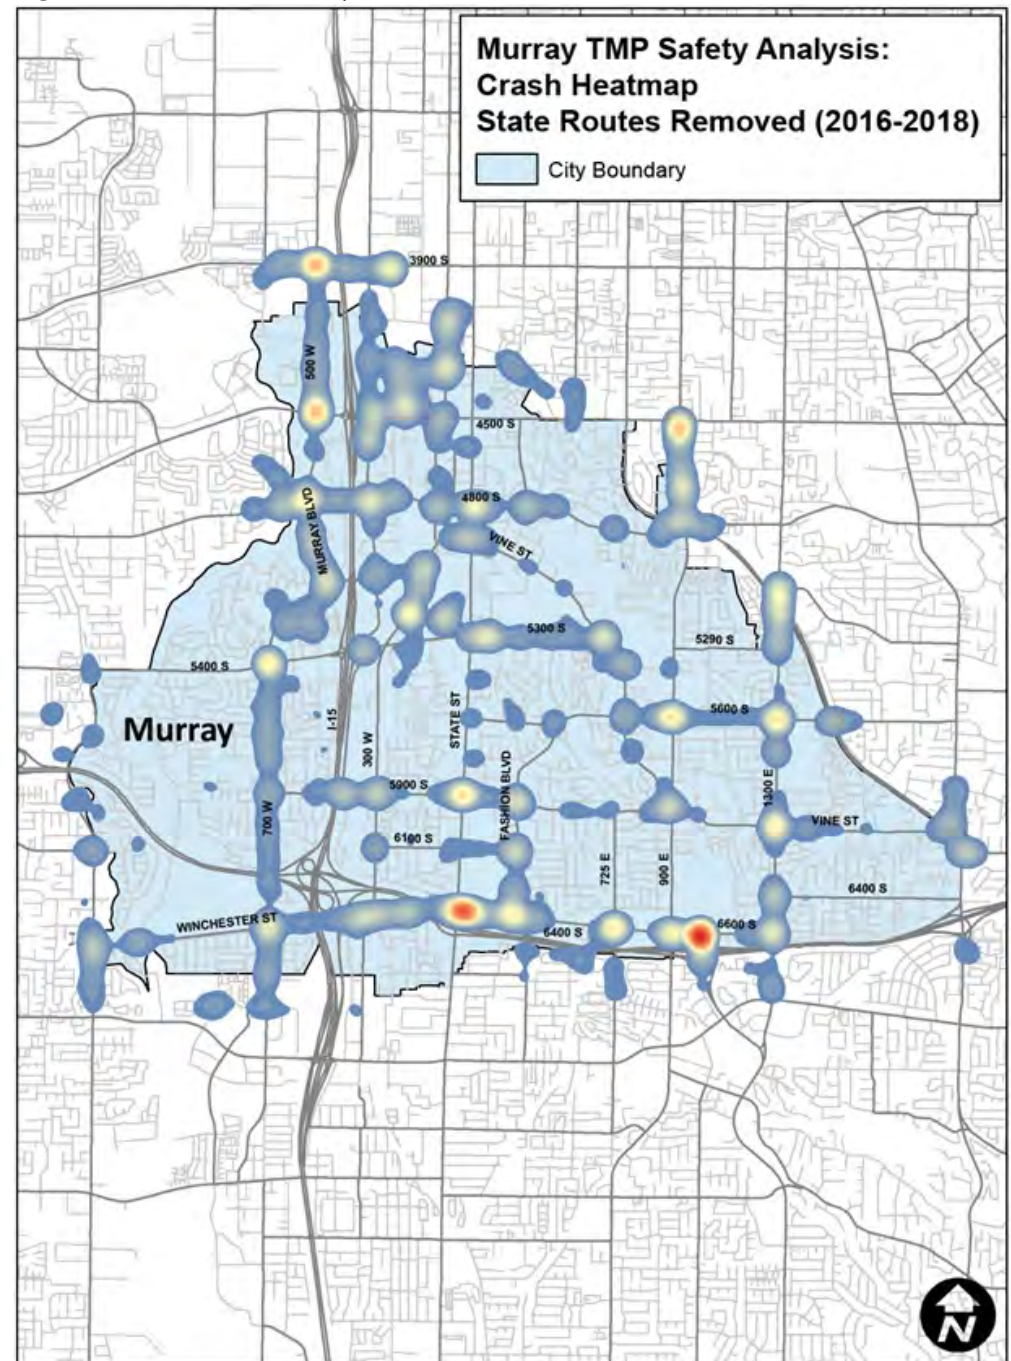 Murray TMP Safety Analysis:
Crash Heatmap
State Routes Removed (2016-2018)
City Boundary
3900 S
500 W
4500 S
4800 S
MURRAY BLVD
VINE ST
5300 S
5290 S
5400 S
STATE ST
5600 S
Murray
I-15
300 W
FASHION BLVD
5900 S
1300 E
700 W
VINE ST
6100 S
725 E
900 E
6400 S
WINCHESTER ST
6400 S
6600 S
N